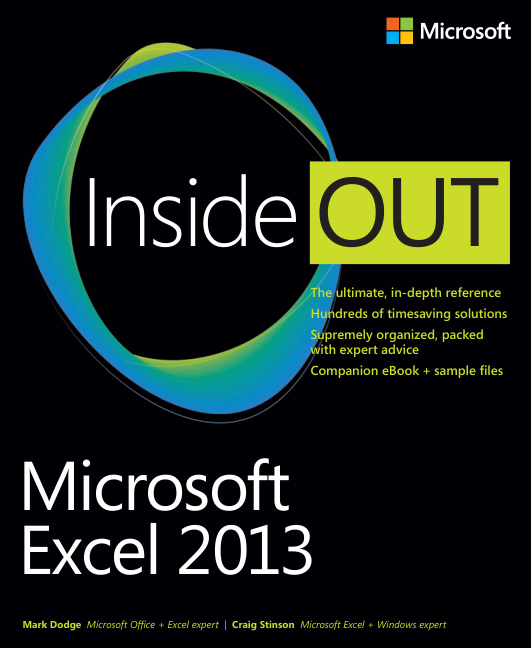 Microsoft
Inside OUT
The ultimate, in-depth reference
Hundreds of timesaving solutions
Supremely organized, packed
with expert advice
Companion eBook + sample files
Microsoft
Excel 2013
Mark Dodge Microsoft Office + Excel expert | Craig Stinson Microsoft Excel + Windows expert